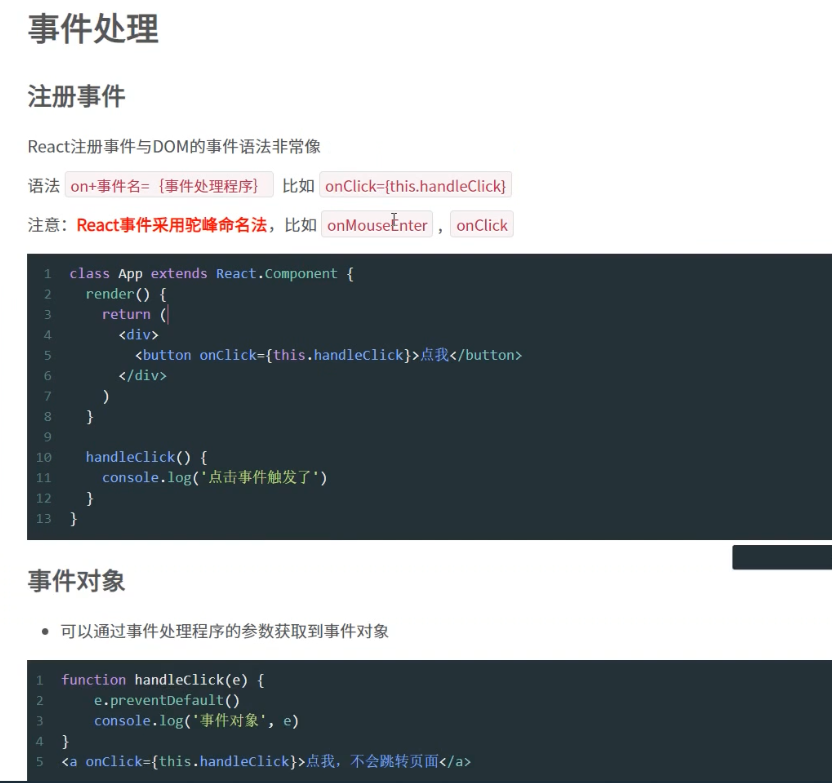 事件处理
注册事件
React注册事件与DOM的事件语法非常像
语法 on+事件名= {事件处理程序} 比如 onClick={this.handleClick}
注意：React事件采用驼峰命名法，比如 onMouseEnter , onClick
1 class App extends React.Component {
2 render() {
3 return (
4 <div>
5 <button onClick={this.handleClick}>点我</button>
6 </div>
7 )
8 }
9
10 handleClick() {
11 console.log('点击事件触发了')
12 }
13 }
事件对象
• 可以通过事件处理程序的参数获取到事件对象
1 function handleClick(e) {
2 e.preventDefault()
3 console.log('事件对象', e)
4 }
5 <a onClick={this.handleClick}>点我，不会跳转页面</a>